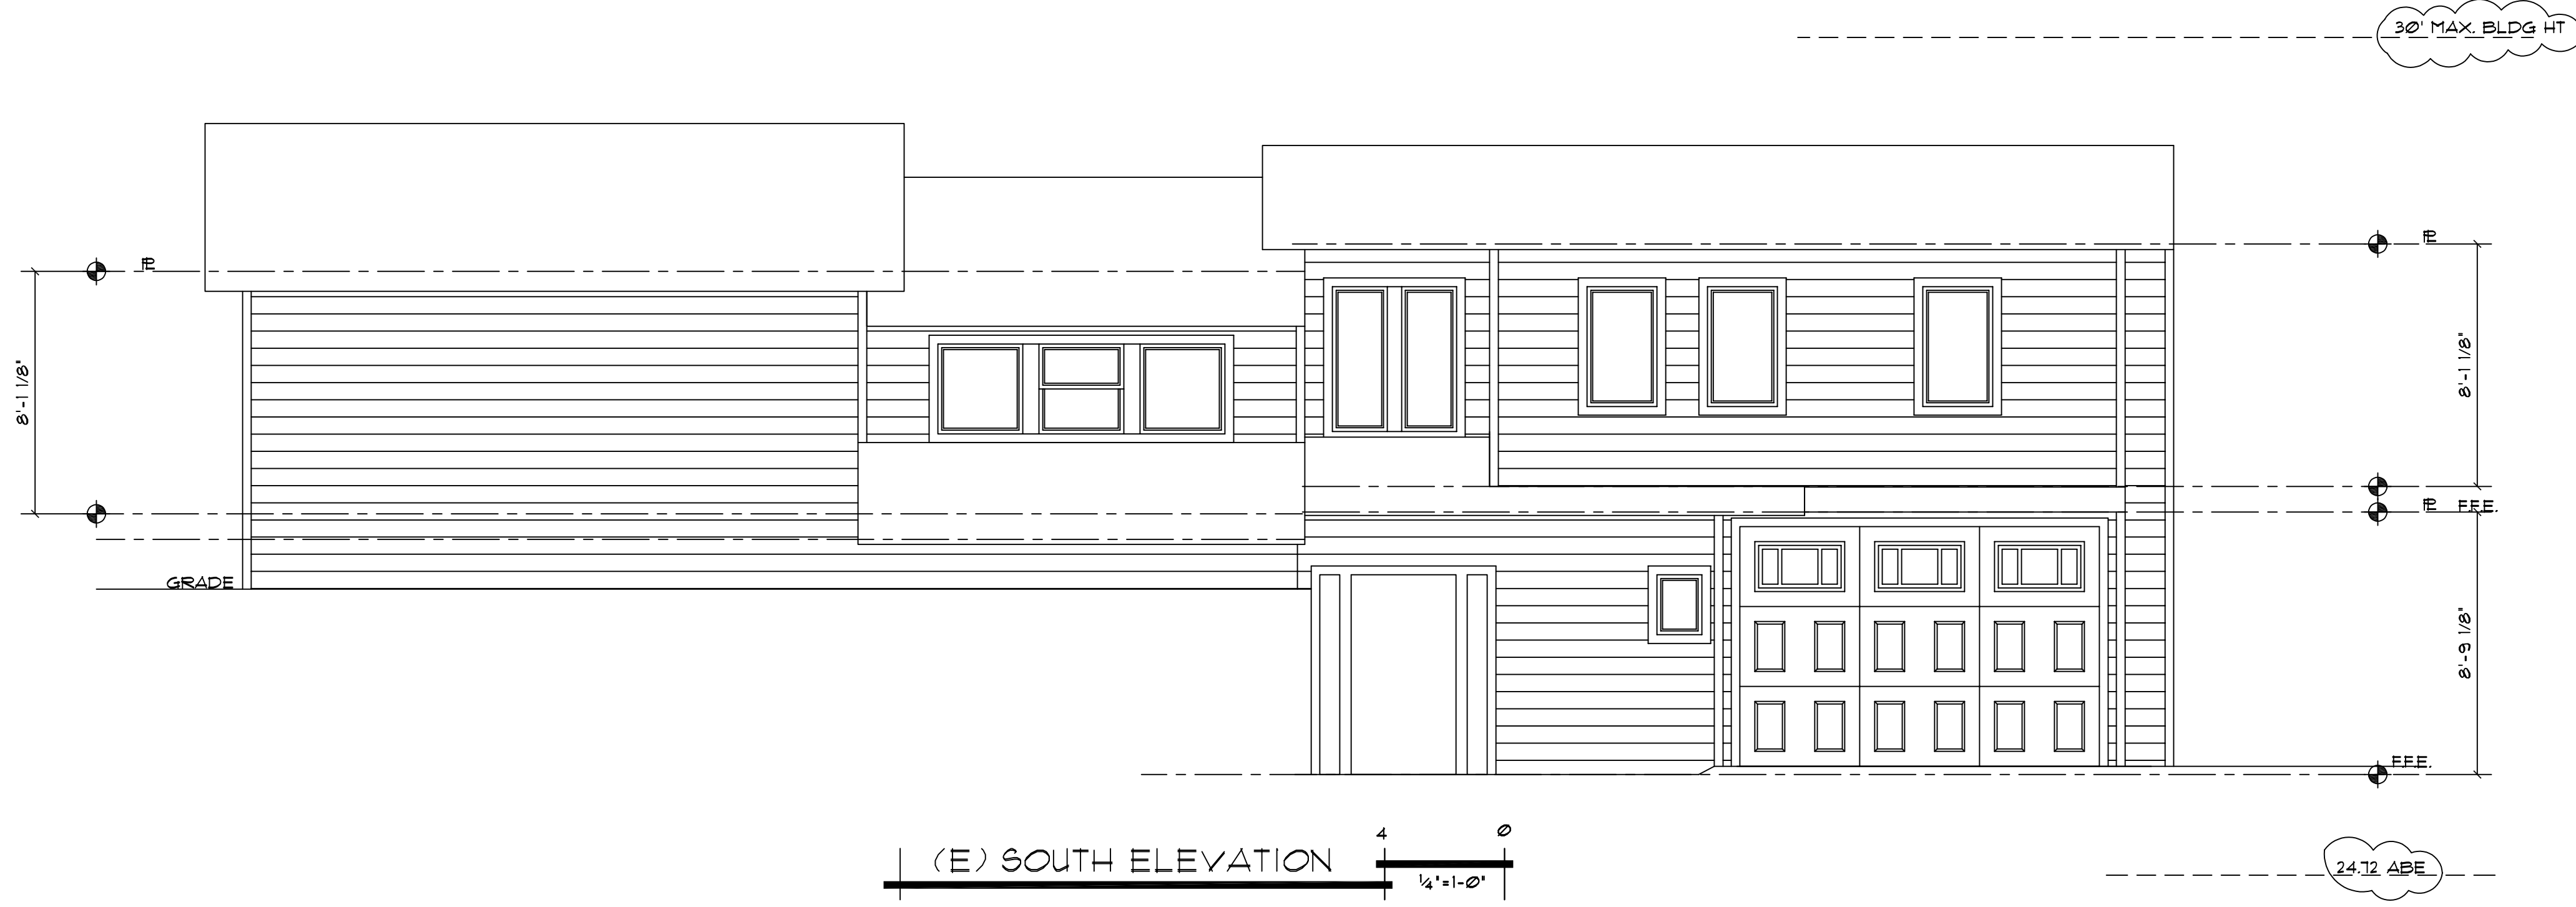 30' MAX. BLDG HT
PL
PL
8'-1 1/8"
8'-1 1/8"
PL F.F.E.
GRADE
8'-9 1/8"
F.F.E.
4 0
(E) SOUTH ELEVATION
1/4"=1-0"
24.72 ABE